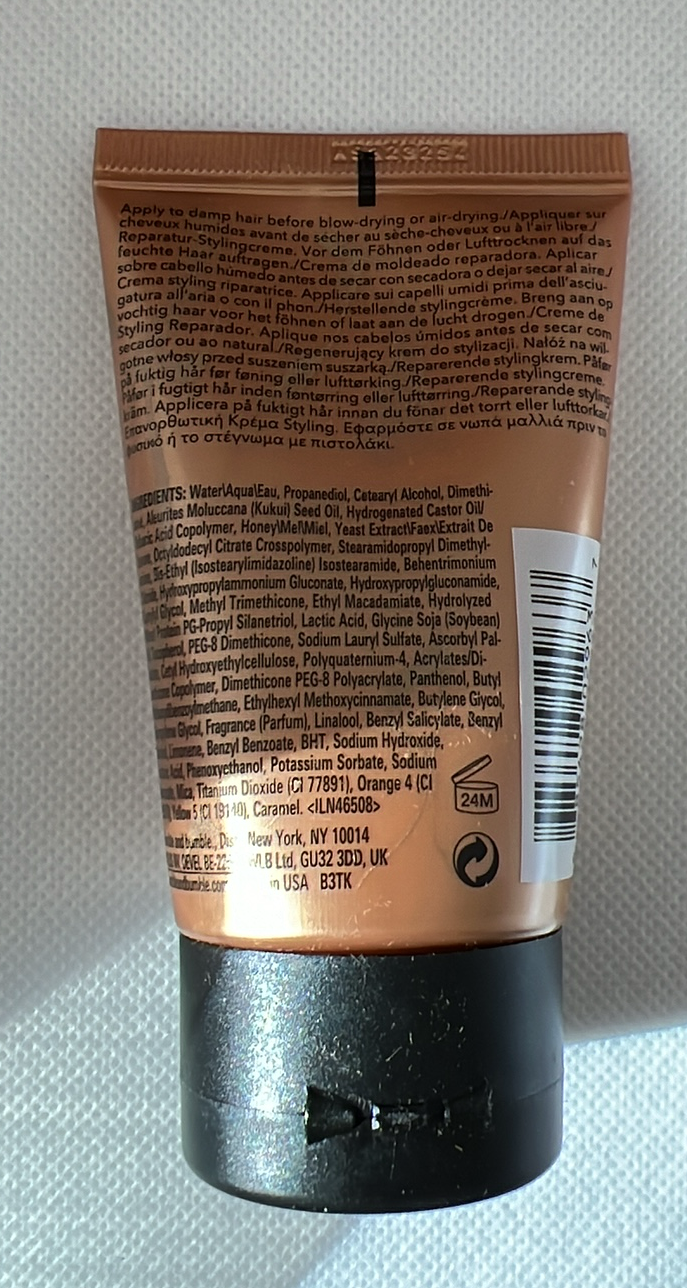 Apply to damp hair before blow-drying or air-drying./Appliquer sur
cheveux humides avant de sécher au sèche-cheveux ou à l'air libre./
Reparatur-Stylingcreme. Vor dem Föhnen oder Lufttrocknen auf das
feuchte Haar auftragen./Crema de moldeado reparadora. Aplicar
sobre cabello húmedo antes de secar con secadora o dejar secar al aire./
Crema styling riparatrice. Applicare sui capelli umidi prima dell'asciu-
gatura all'aria o con il phon./Herstellende stylingcrème. Breng aan op
vochtig haar voor het föhnen of laat aan de lucht drogen./Creme de
Styling Reparador. Aplique nos cabelos úmidos antes de secar com
secador ou ao natural./Regenerujący krem do stylizacji. Nałóż na wil-
gotne włosy przed suszeniem suszarką./Reparerende stylingkrem. Påfør
på fuktig hår før føning eller lufttørking./Reparerende stylingcreme.
Påfør i fugtigt hår inden føntørring eller lufttørring./Reparerande styling
kräm. Applicera på fuktigt hår innan du fönar det torrt eller lufttorkar.
Επανορθωτική Κρέμα Styling. Εφαρμόστε σε νωπά μαλλιά πριν το
φυσικό ή το στέγνωμα με πιστολάκι.
INGREDIENTS: Water\Aqua\Eau, Propanediol, Cetearyl Alcohol, Dimethi-
Aleurites Moluccana (Kukui) Seed Oil, Hydrogenated Castor Oil/
Acid Copolymer, Honey\Mel\Miel, Yeast Extract\Faex\Extrait De
Octyldodecyl Citrate Crosspolymer, Stearamidopropyl Dimethyl-
Bis-Ethyl (Isostearylimidazoline) Isostearamide, Behentrimonium
Hydroxypropylammonium Gluconate, Hydroxypropylgluconamide,
Glycol, Methyl Trimethicone, Ethyl Macadamiate, Hydrolyzed
Protein PG-Propyl Silanetriol, Lactic Acid, Glycine Soja (Soybean)
Tocopherol, PEG-8 Dimethicone, Sodium Lauryl Sulfate, Ascorbyl Pal-
Cetyl Hydroxyethylcellulose, Polyquaternium-4, Acrylates/Di-
Copolymer, Dimethicone PEG-8 Polyacrylate, Panthenol, Butyl
Ethylhexyl Methoxycinnamate, Butylene Glycol,
Glycol, Fragrance (Parfum), Linalool, Benzyl Salicylate, Benzyl
Limonene, Benzyl Benzoate, BHT, Sodium Hydroxide,
Acid, Phenoxyethanol, Potassium Sorbate, Sodium
Mica, Titanium Dioxide (CI 77891), Orange 4 (CI
Yellow 5 (CI 19140), Caramel. <ILN46508>
and bumble., New York, NY 10014
Ltd, GU32 3DD, UK
in USA B3TK
24M